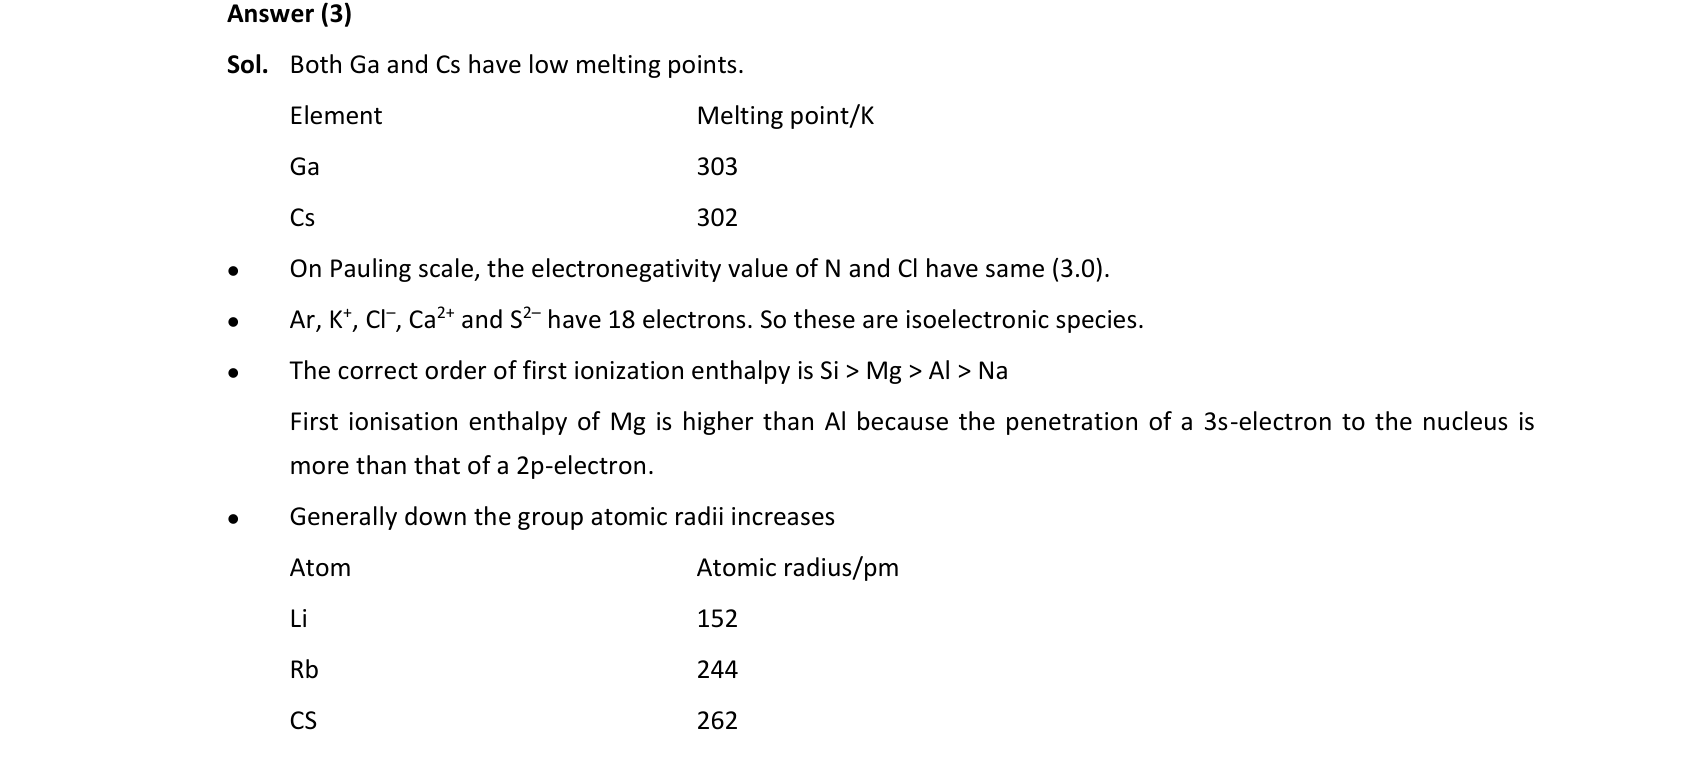 Answer (3)
Sol. Both Ga and Cs have low melting points.
Element Melting point/K
Ga 303
Cs 302
• On Pauling scale, the electronegativity value of N and Cl have same (3.0).
• Ar, K⁺, Cl⁻, Ca²⁺ and S²⁻ have 18 electrons. So these are isoelectronic species.
• The correct order of first ionization enthalpy is Si > Mg > Al > Na
First ionisation enthalpy of Mg is higher than Al because the penetration of a 3s-electron to the nucleus is
more than that of a 2p-electron.
• Generally down the group atomic radii increases
Atom Atomic radius/pm
Li 152
Rb 244
CS 262